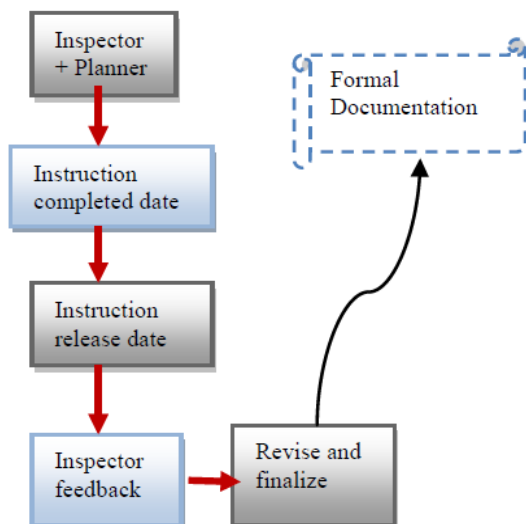 Inspector
+ Planner
Instruction
completed date
Instruction
release date
Inspector
feedback
Revise and
finalize
Formal
Documentation